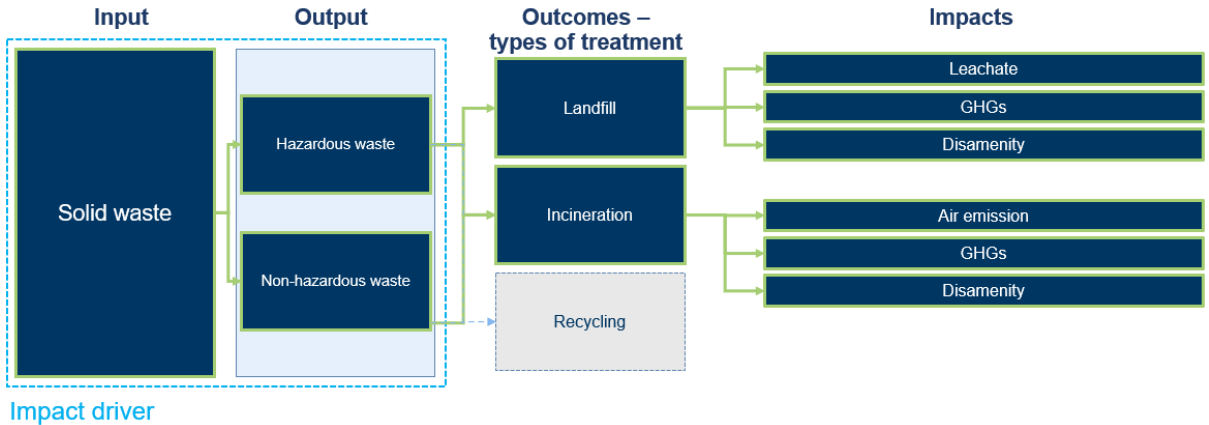 Input
Output
Outcomes –
types of treatment
Impacts
Solid waste
Hazardous waste
Non-hazardous waste
Landfill
Incineration
Recycling
Leachate
GHGs
Disamenity
Air emission
GHGs
Disamenity
Impact driver